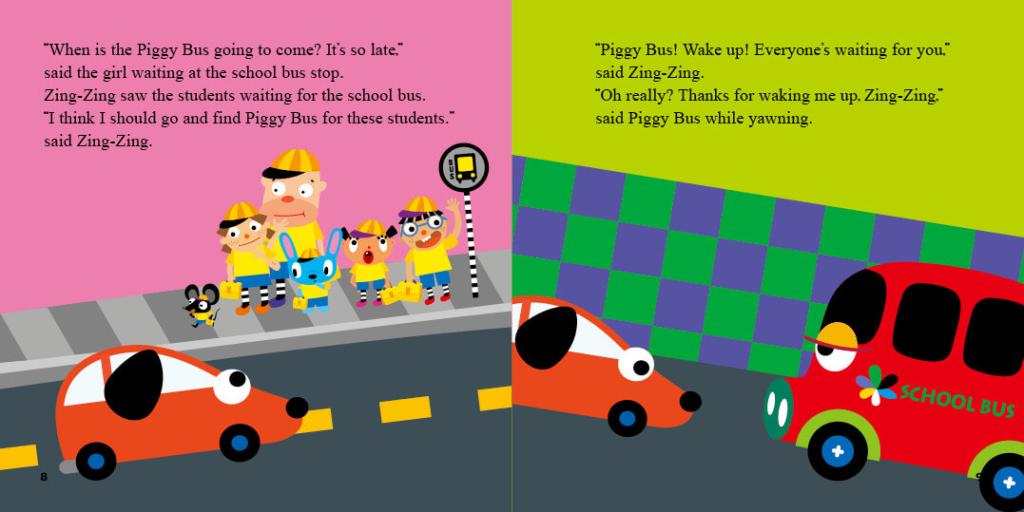 "When is the Piggy Bus going to come? It's so late,"
said the girl waiting at the school bus stop.
Zing-Zing saw the students waiting for the school bus.
"I think I should go and find Piggy Bus for these students."
said Zing-Zing.
BUS
8
"Piggy Bus! Wake up! Everyone's waiting for you,"
said Zing-Zing.
"Oh really? Thanks for waking me up, Zing-Zing,"
said Piggy Bus while yawning.
SCHOOL BUS